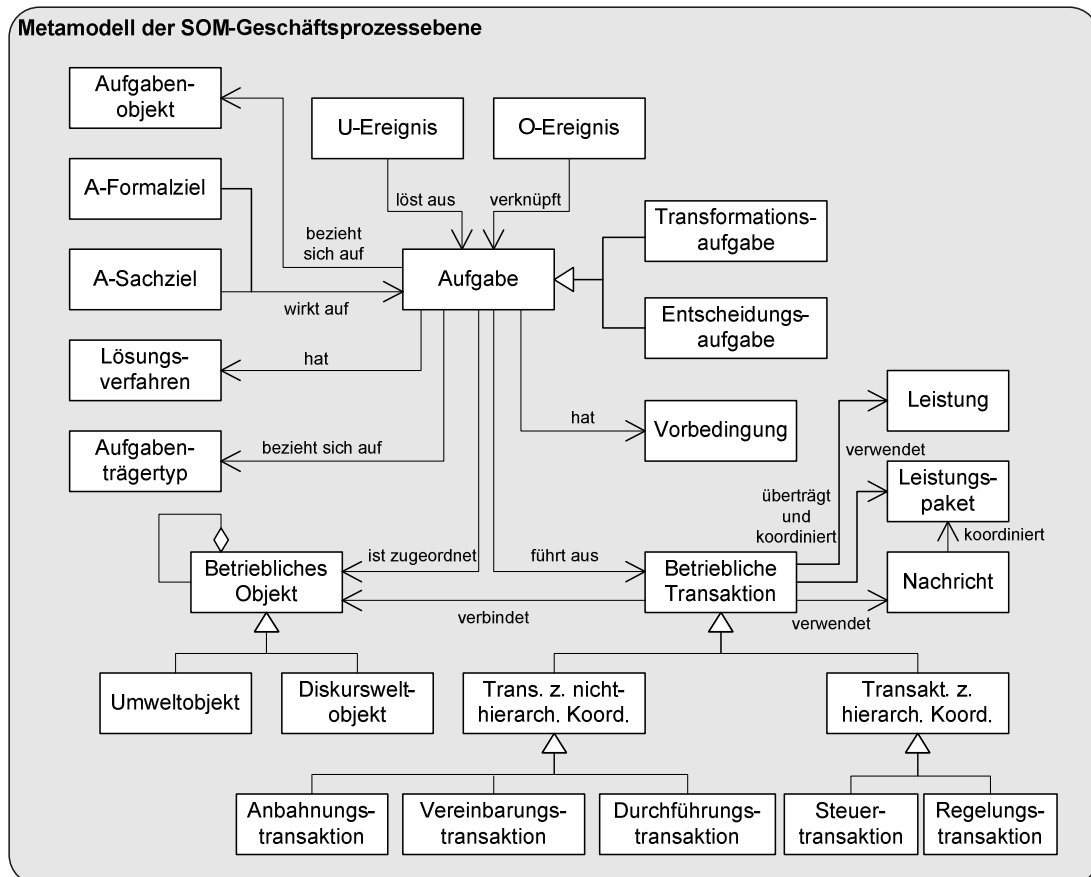 Metamodell der SOM-Geschäftsprozessebene
Aufgaben-
objekt
U-Ereignis
O-Ereignis
A-Formalziel
löst aus
verknüpft
Transformations-
aufgabe
bezieht
sich auf
A-Sachziel
Aufgabe
wirkt auf
Entscheidungs-
aufgabe
Lösungs-
verfahren
hat
Leistung
hat
Vorbedingung
Aufgaben-
trägertyp
bezieht sich auf
verwendet
Leistungs-
paket
überträgt
und
koordiniert
koordiniert
Betriebliches
Objekt
ist zugeordnet
führt aus
Betriebliche
Transaktion
Nachricht
verbindet
verwendet
Umweltobjekt
Diskurswelt-
objekt
Trans. z. nicht-
hierarch. Koord.
Transakt. z.
hierarch. Koord.
Anbahnungs-
transaktion
Vereinbarungs-
transaktion
Durchführungs-
transaktion
Steuer-
transaktion
Regelungs-
transaktion